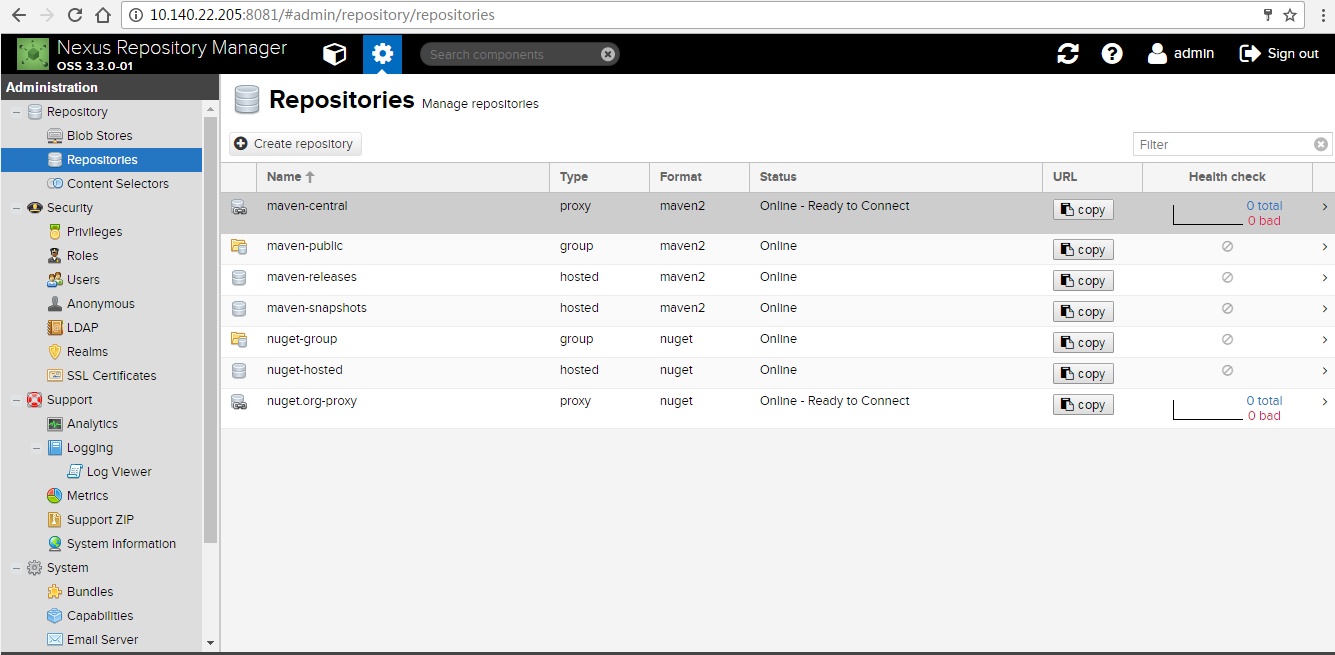 10.140.22.205:8081/#admin/repository/repositories
Nexus Repository Manager
OSS 3.3.0-01
Search components
admin
Sign out
Administration
Repository
Blob Stores
Repositories
Content Selectors
Security
Privileges
Roles
Users
Anonymous
LDAP
Realms
SSL Certificates
Support
Analytics
Logging
Log Viewer
Metrics
Support ZIP
System Information
System
Bundles
Capabilities
Email Server
Repositories Manage repositories
Create repository
Filter
Name Type Format Status URL Health check
maven-central proxy maven2 Online - Ready to Connect copy 0 total
0 bad
maven-public group maven2 Online copy
maven-releases hosted maven2 Online copy
maven-snapshots hosted maven2 Online copy
nuget-group group nuget Online copy
nuget-hosted hosted nuget Online copy
nuget.org-proxy proxy nuget Online - Ready to Connect copy 0 total
0 bad